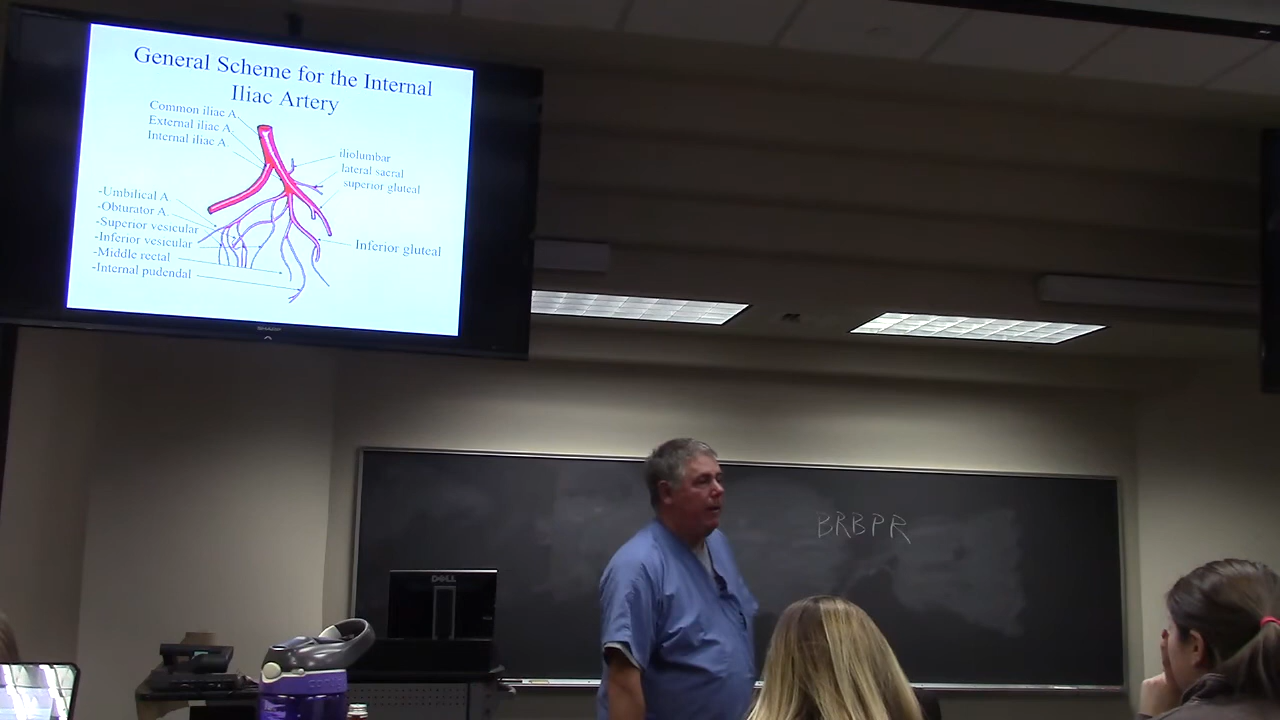 General Scheme for the Internal
Iliac Artery
Common iliac A.
External iliac A.
Internal iliac A.
iliolumbar
lateral sacral
superior gluteal
-Umbilical A.
-Obturator A.
-Superior vesicular
-Inferior vesicular
-Middle rectal
-Internal pudendal
Inferior gluteal
SHARP
DELL
BRBPR